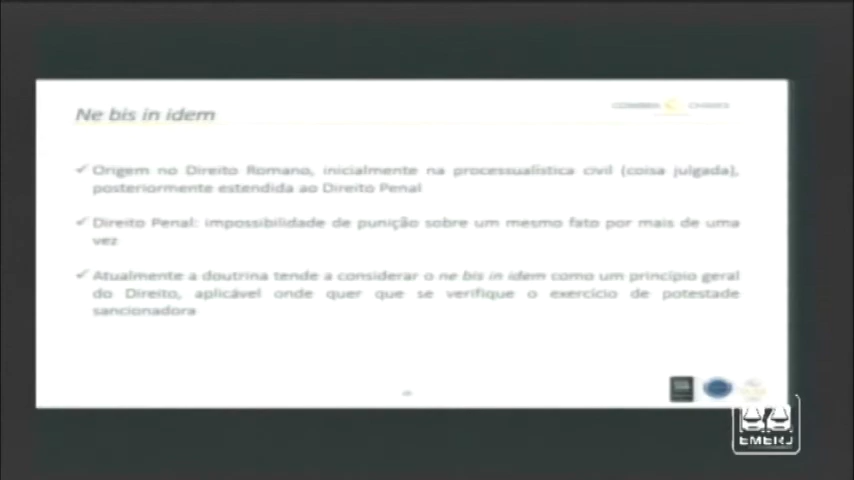 Ne bis in idem
Origem no Direito Romano, inicialmente na processualística civil (coisa julgada),
posteriormente estendida ao Direito Penal
Direito Penal: impossibilidade de punição sobre um mesmo fato por mais de uma
vez
Atualmente a doutrina tende a considerar o ne bis in idem como um princípio geral
do Direito, aplicável onde quer que se verifique o exercício de potestade
sancionadora
EMERJ